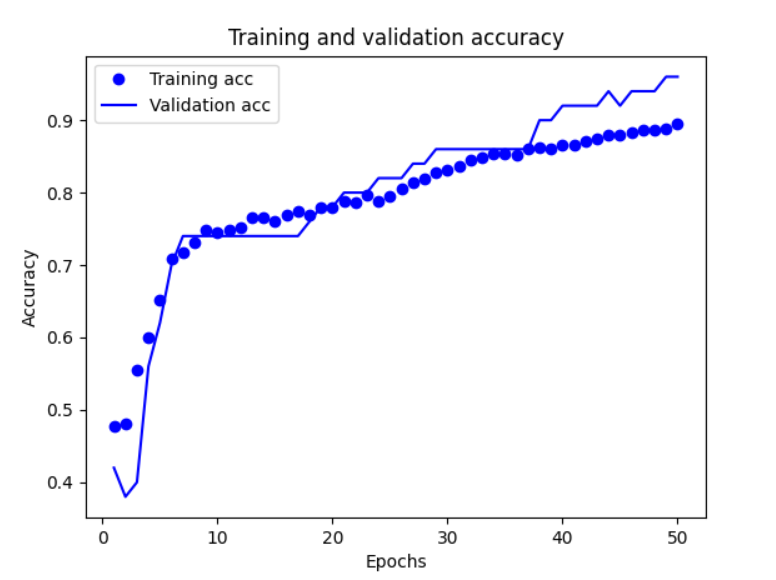 Training and validation accuracy
Training acc
Validation acc
0.9
0.8
0.7
0.6
0.5
0.4
Accuracy
0 10 20 30 40 50
Epochs